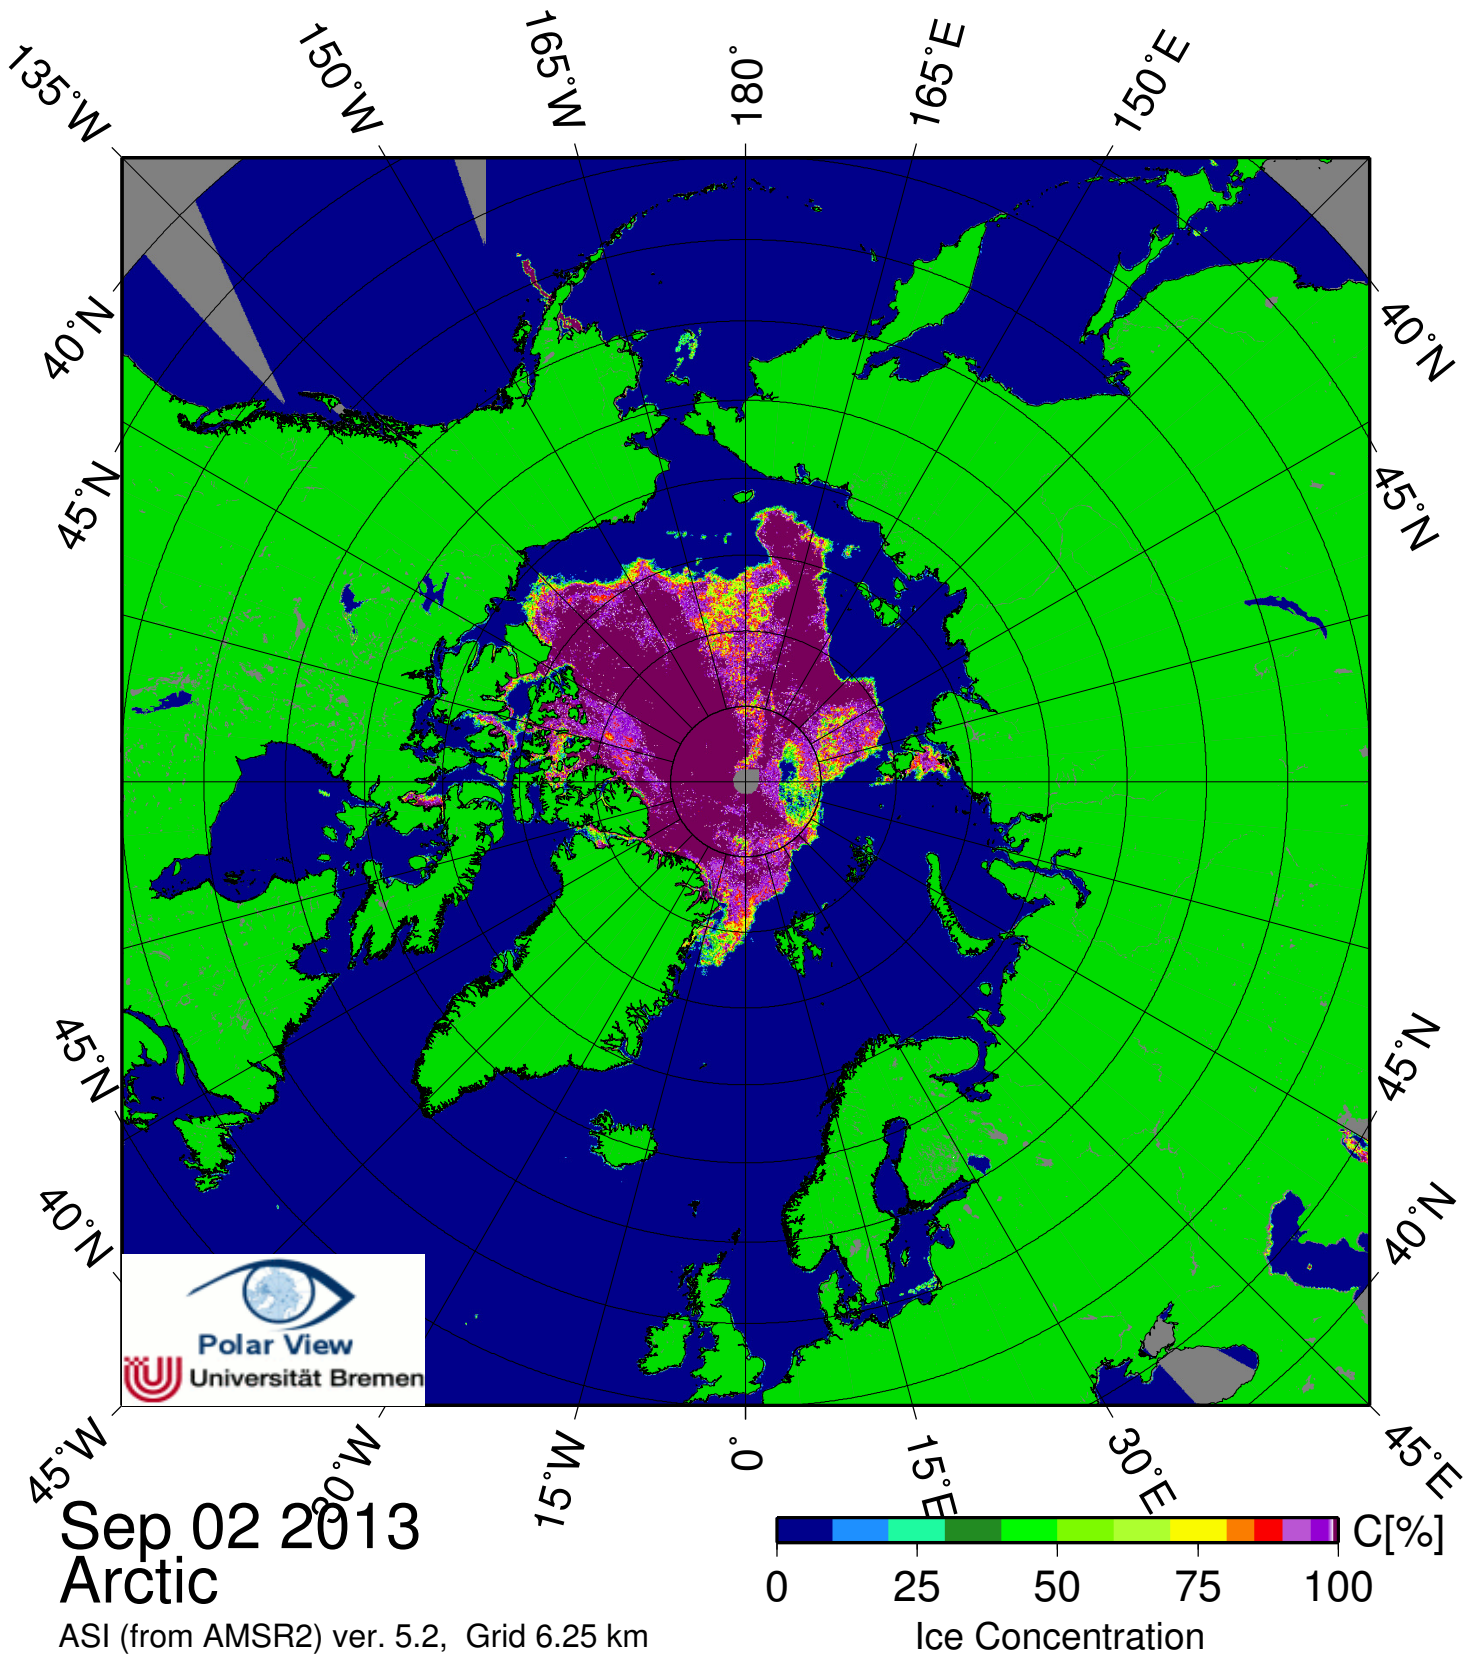 135°W
150°W
165°W
180°
165°E
150°E
40°N
40°N
45°N
45°N
45°N
45°N
40°N
40°N
Polar View
Universität Bremen
45°W
30°W
15°W
0°
15°E
30°E
45°E
Sep 02 2013
Arctic
ASI (from AMSR2) ver. 5.2, Grid 6.25 km
C[%]
0 25 50 75 100
Ice Concentration